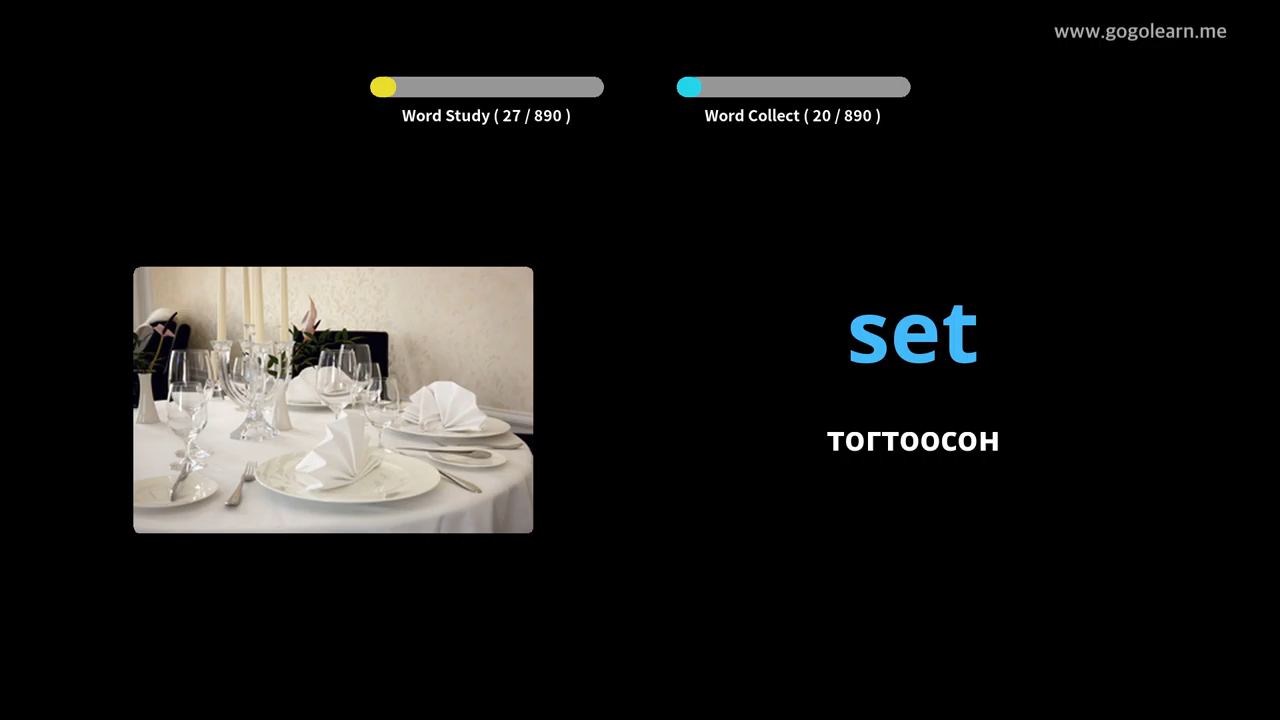 www.gogolearn.me
Word Study ( 27 / 890 )
Word Collect ( 20 / 890 )
set
тогтоосон